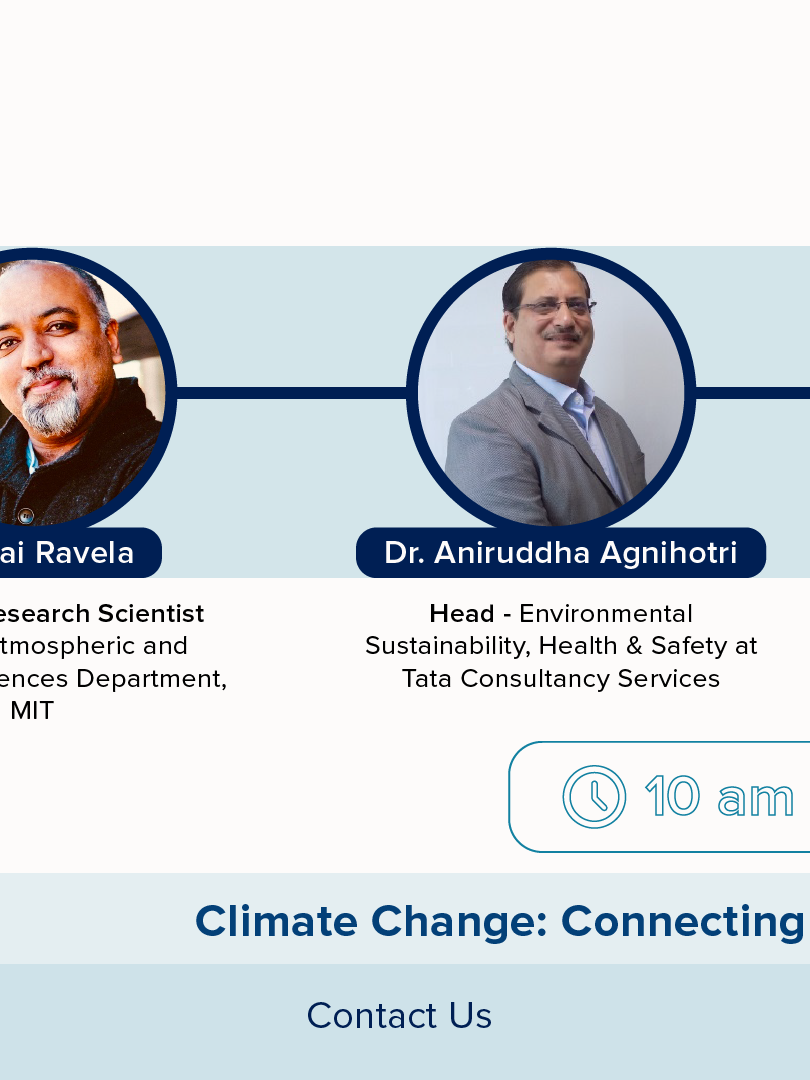 ai Ravela
Dr. Aniruddha Agnihotri
esearch Scientist
tmospheric and
ences Department,
MIT
Head - Environmental
Sustainability, Health & Safety at
Tata Consultancy Services
10 am
Climate Change: Connecting
Contact Us